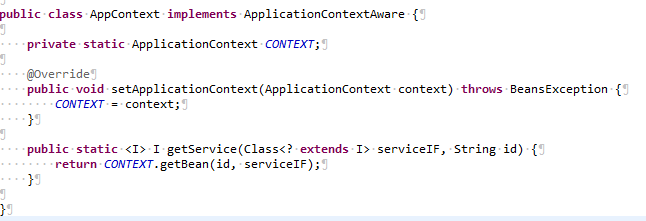 public class AppContext implements ApplicationContextAware {
private static ApplicationContext CONTEXT;
@Override
public void setApplicationContext(ApplicationContext context) throws BeansException {
CONTEXT = context;
}
public static <I> I getService(Class<? extends I> serviceIF, String id) {
return CONTEXT.getBean(id, serviceIF);
}
}